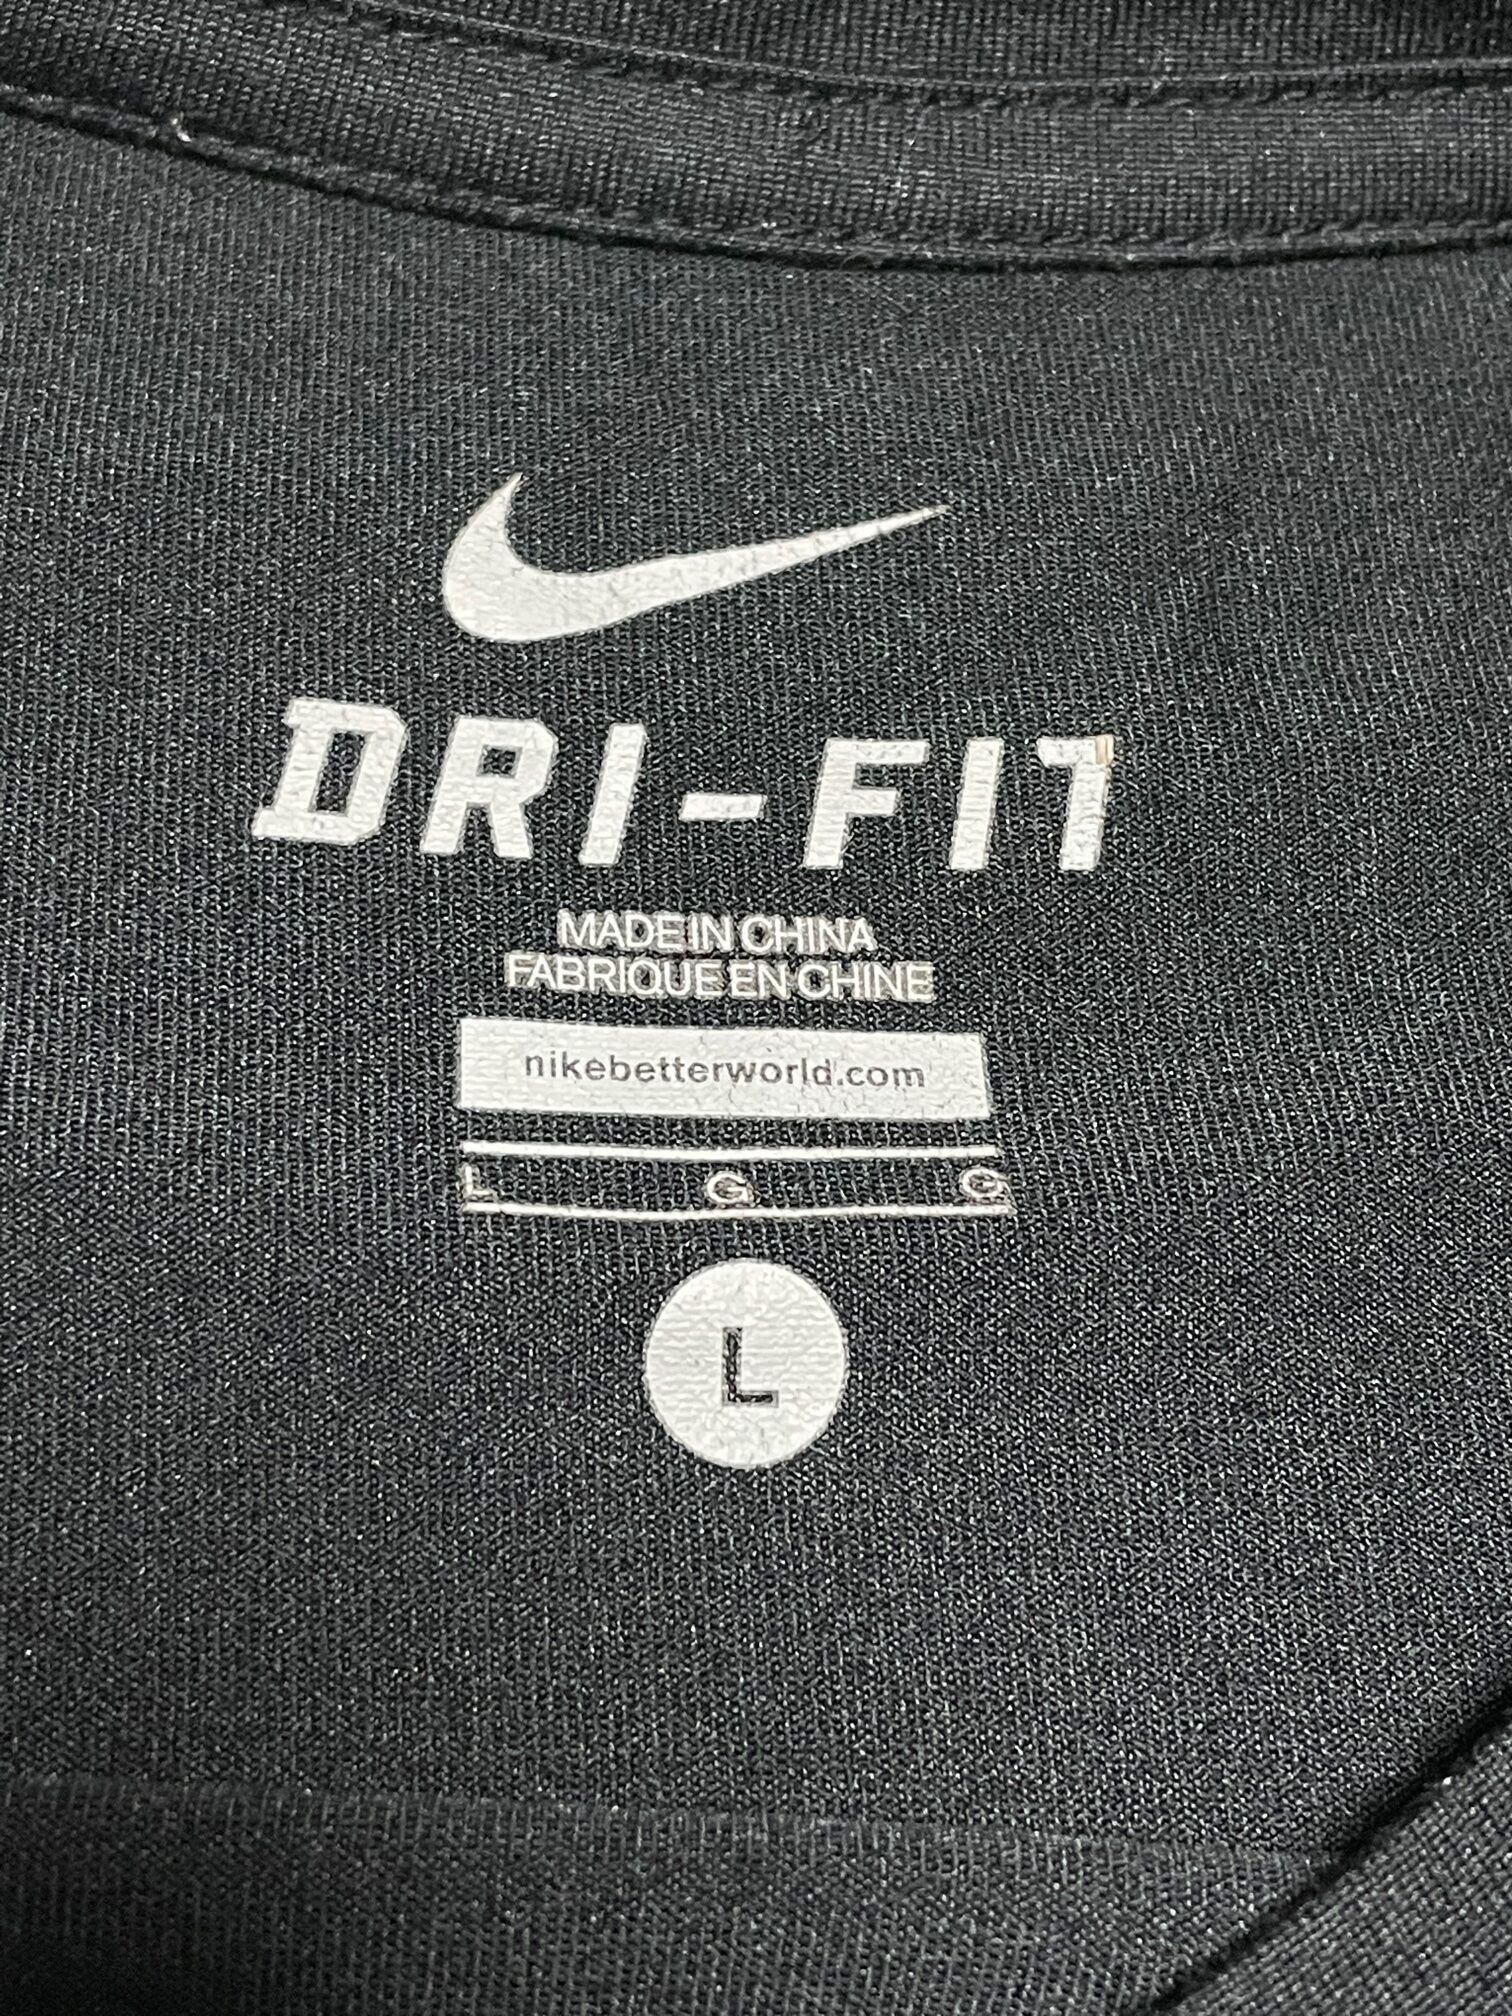 DRI-FIT
MADE IN CHINA
FABRIQUE EN CHINE
nikebetterworld.com
L G G
L